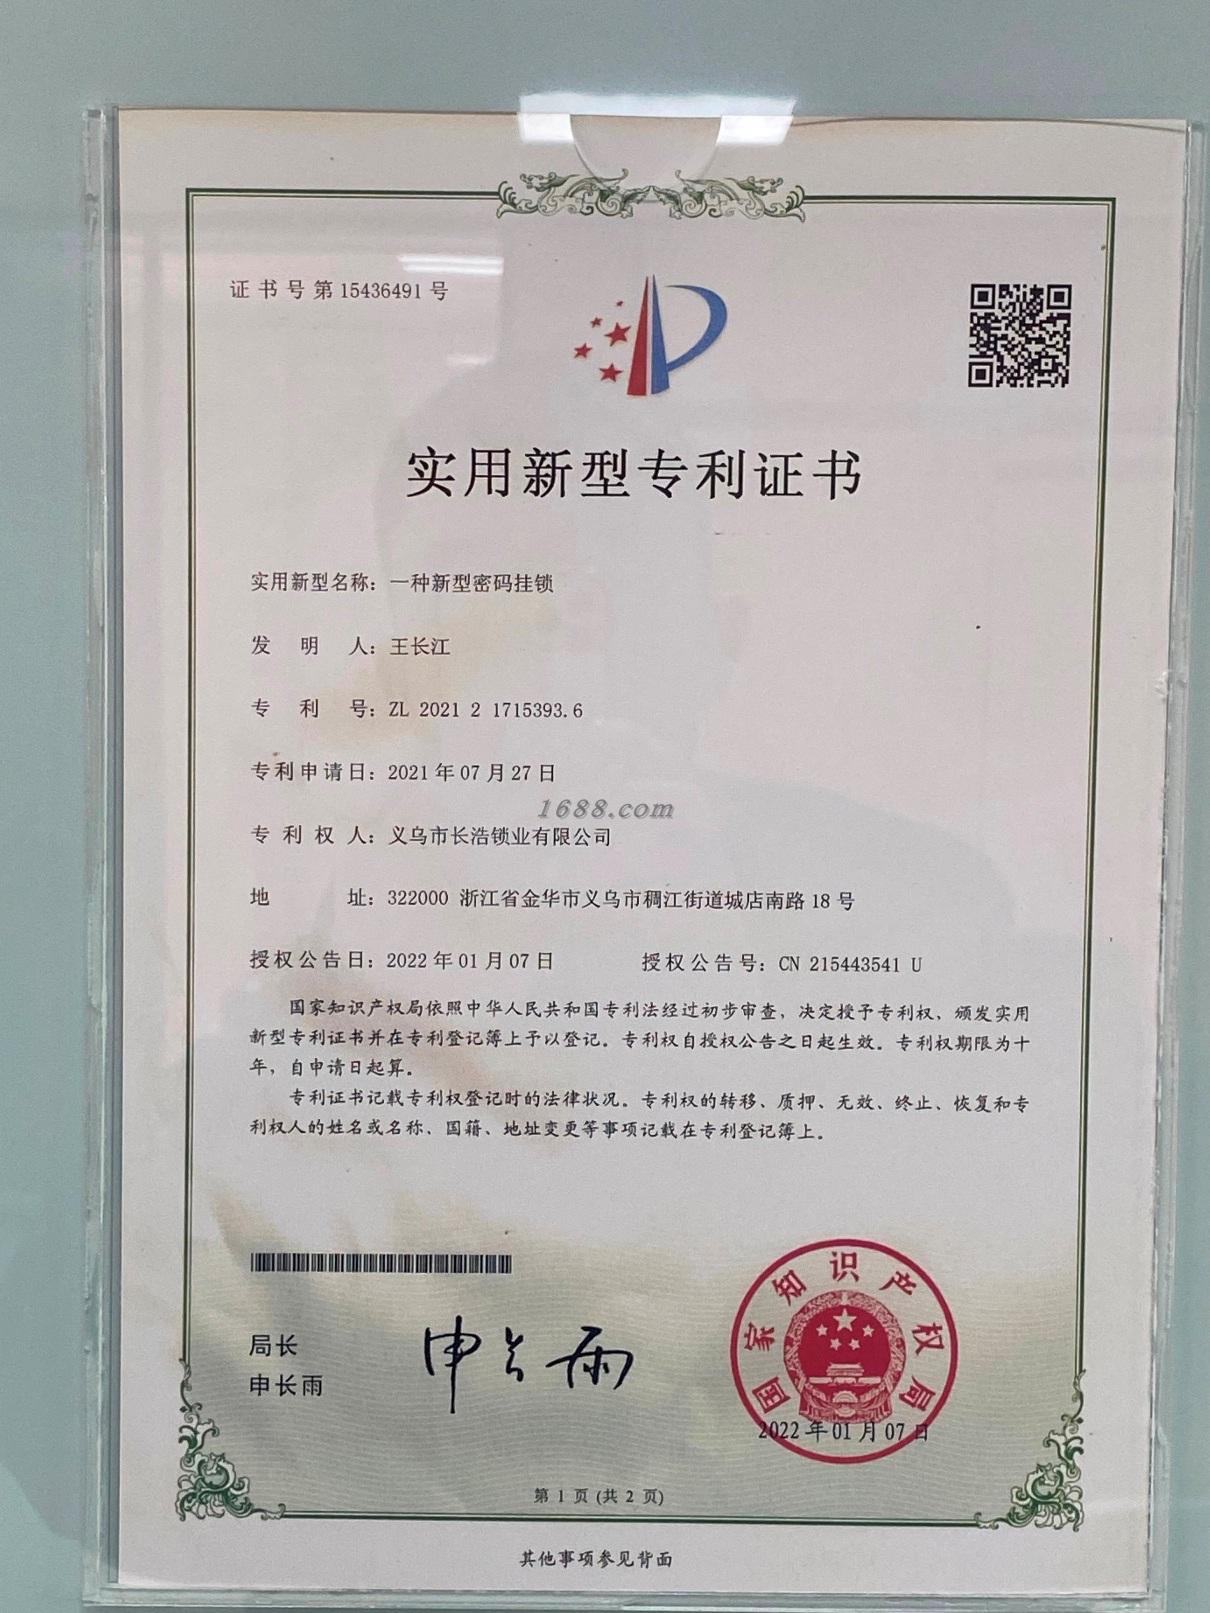 证书号第15436491号
实用新型专利证书
实用新型名称：一种新型密码挂锁
发明人：王长江
专利号：ZL 2021 2 1715393.6
专利申请日：2021年07月27日
1688.com
专利权人：义乌市长浩锁业有限公司
地址：322000 浙江省金华市义乌市稠江街道城店南路18号
授权公告日：2022年01月07日 授权公告号：CN 215443541 U
国家知识产权局依照中华人民共和国专利法经过初步审查，决定授予专利权，颁发实用
新型专利证书并在专利登记簿上予以登记。专利权自授权公告之日起生效。专利权期限为十
年，自申请日起算。
专利证书记载专利权登记时的法律状况。专利权的转移、质押、无效、终止、恢复和专
利权人的姓名或名称、国籍、地址变更等事项记载在专利登记簿上。
局长
申长雨
申长雨
国家知识产权局
2022年01月07日
第 1 页 (共 2 页)
其他事项参见背面